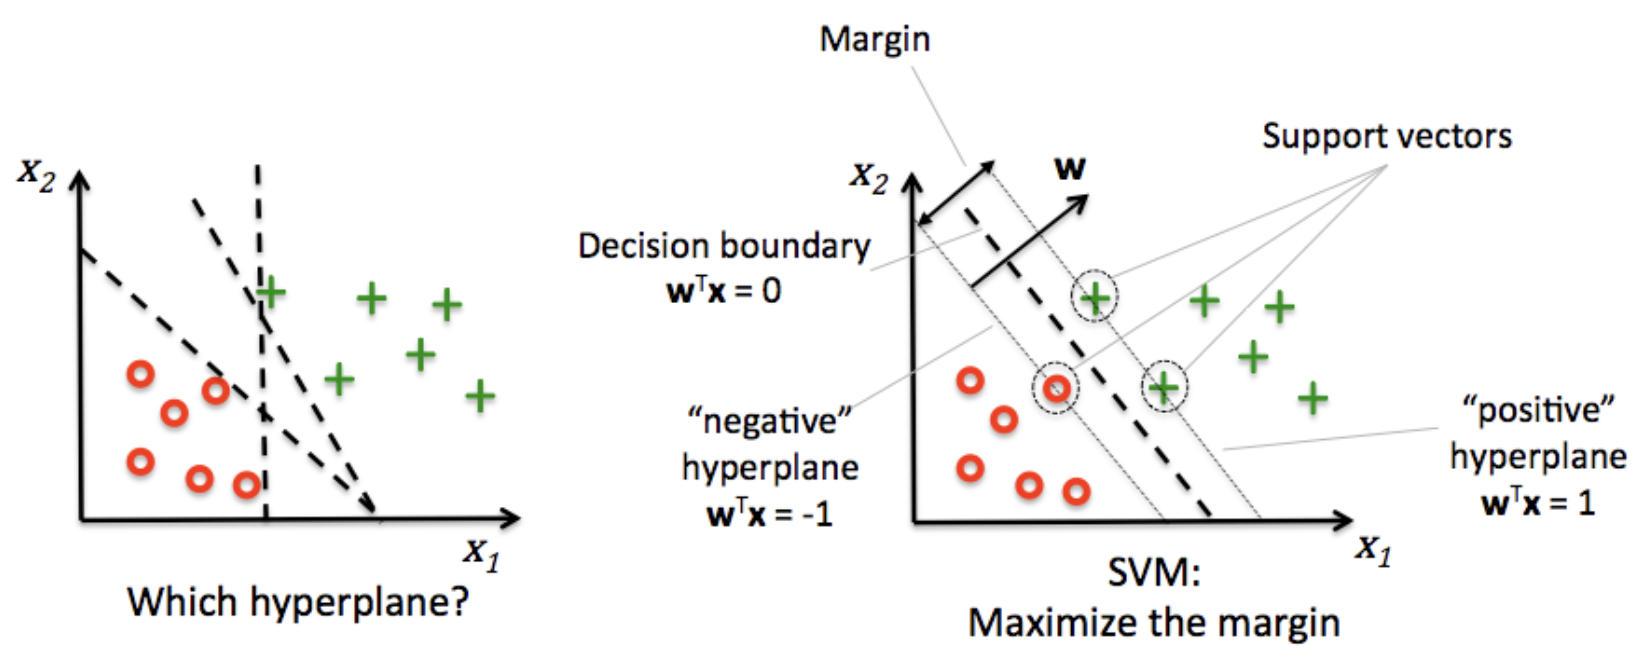 Margin
Support vectors
x₂
x₂
w
Decision boundary
wᵀx = 0
“negative”
hyperplane
wᵀx = -1
“positive”
hyperplane
wᵀx = 1
x₁
x₁
Which hyperplane?
SVM:
Maximize the margin